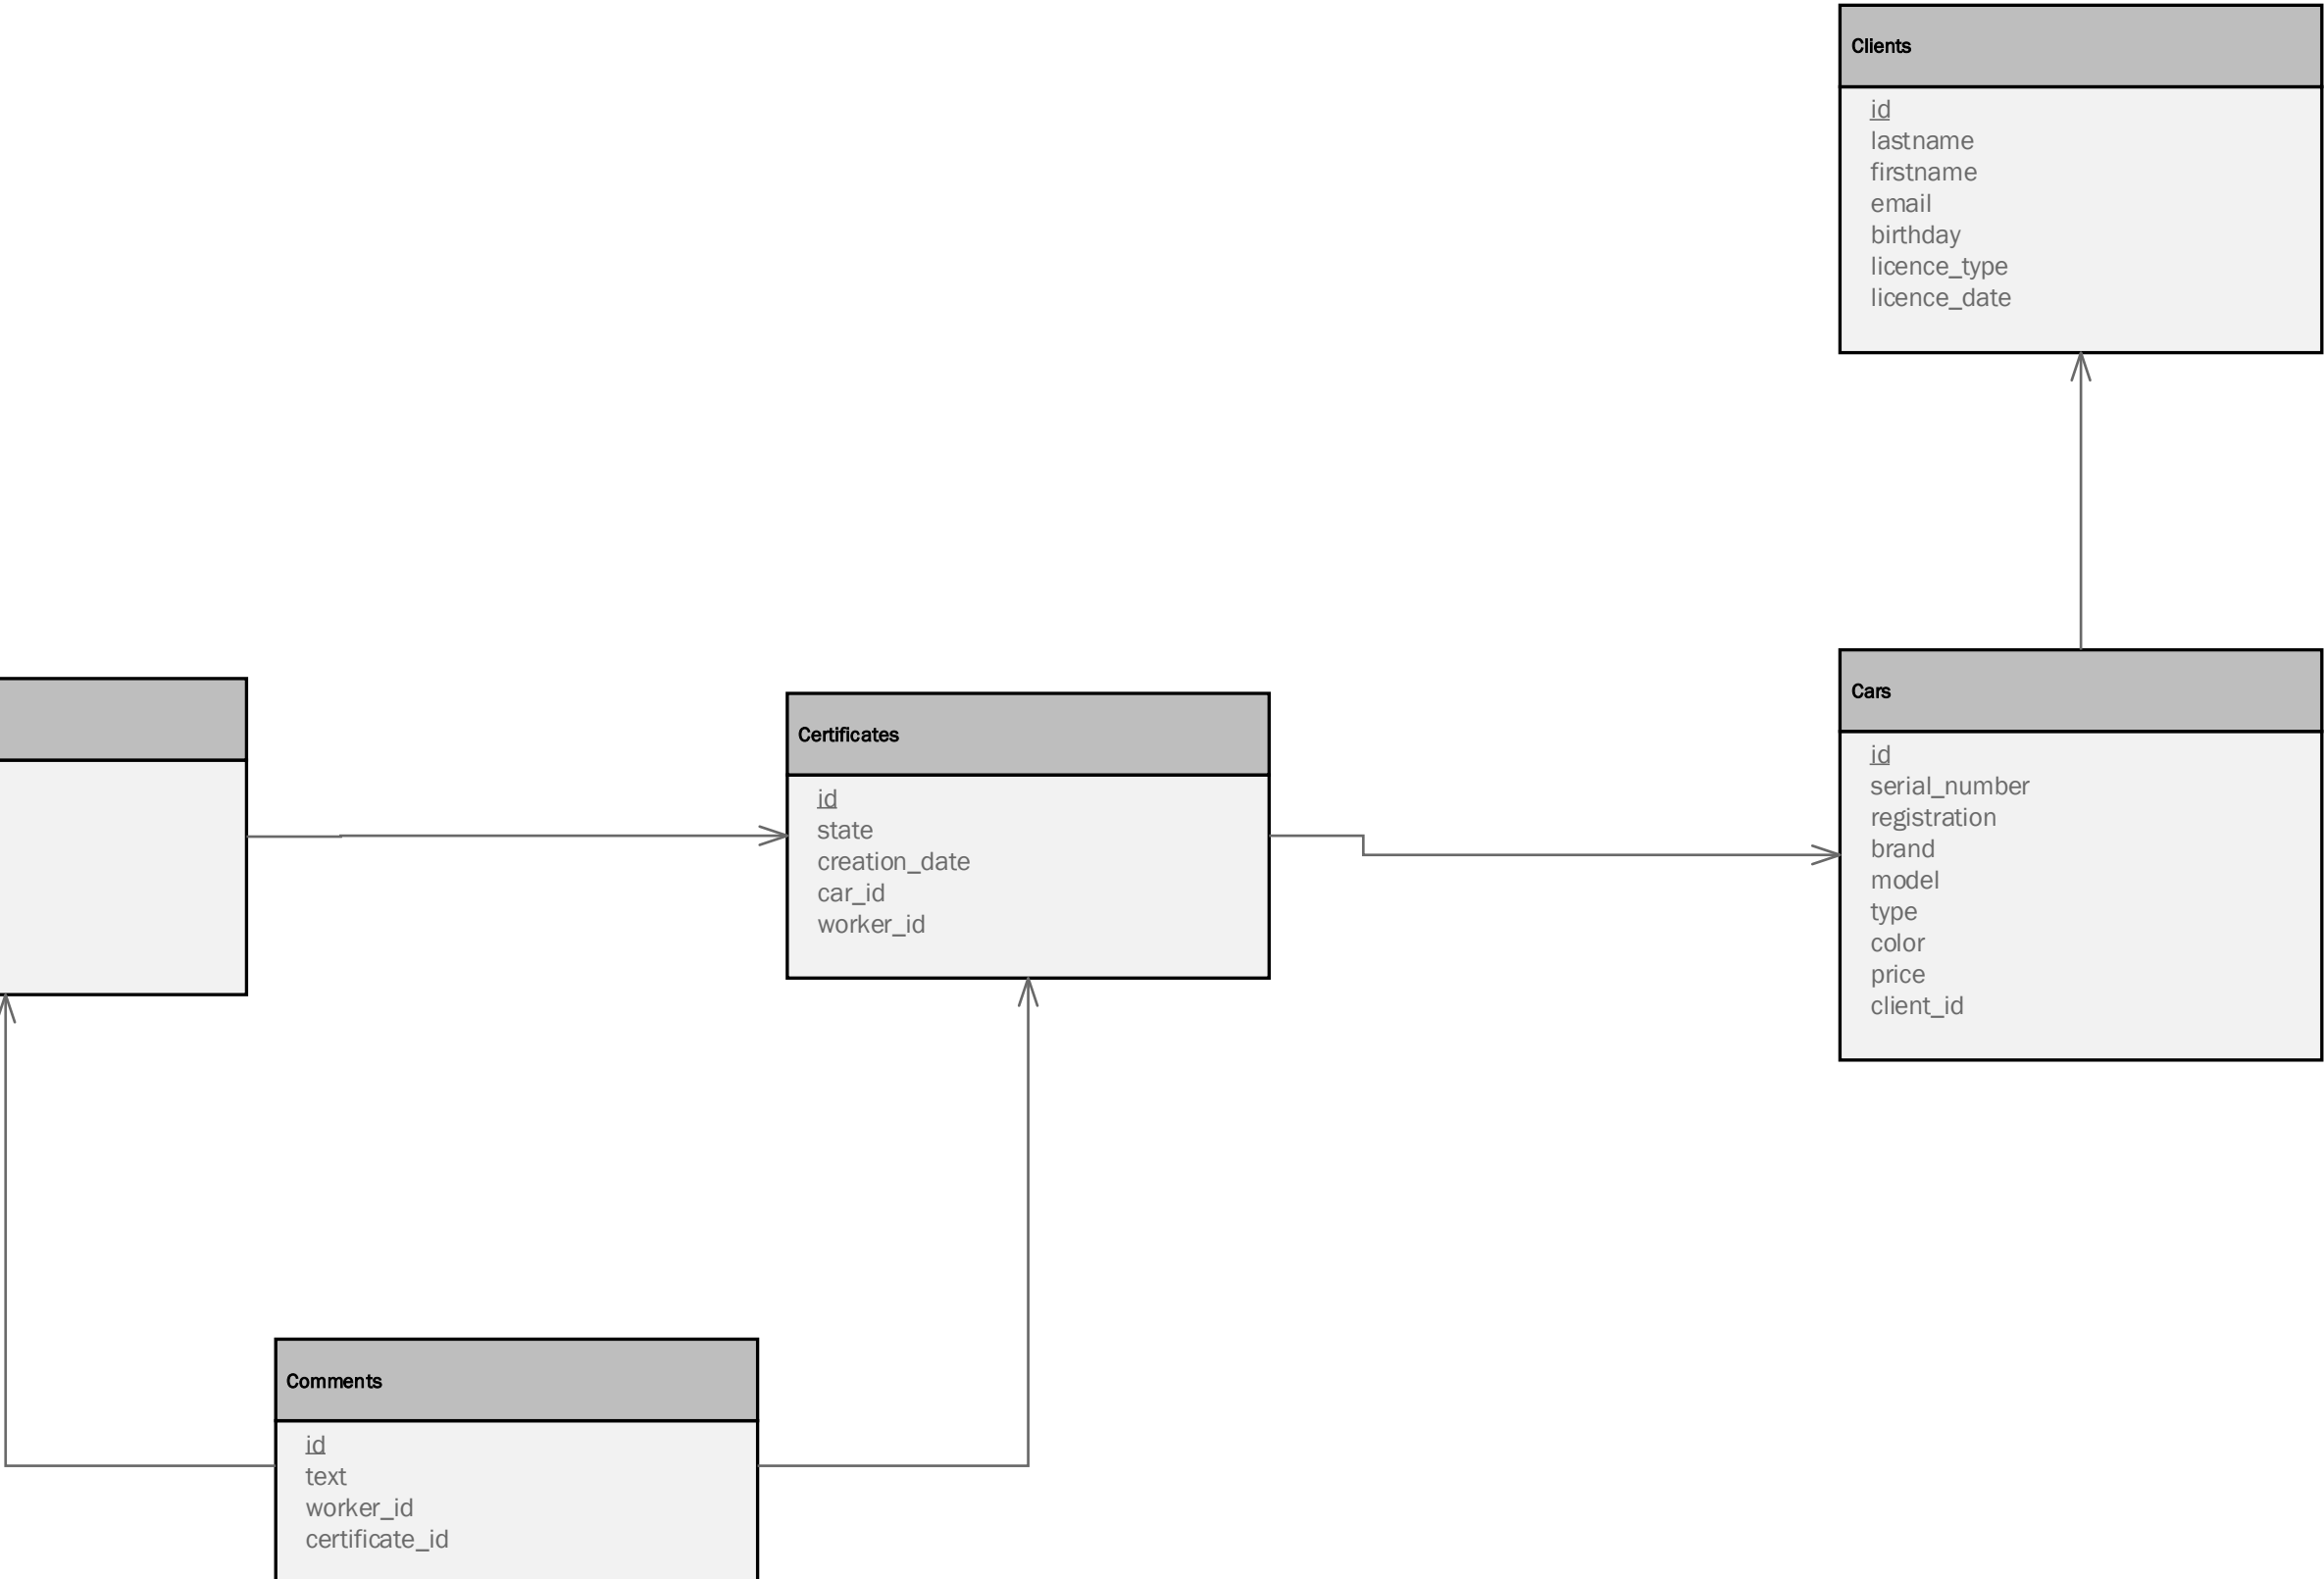 Clients
id
lastname
firstname
email
birthday
licence_type
licence_date
Cars
id
serial_number
registration
brand
model
type
color
price
client_id
Certificates
id
state
creation_date
car_id
worker_id
Comments
id
text
worker_id
certificate_id